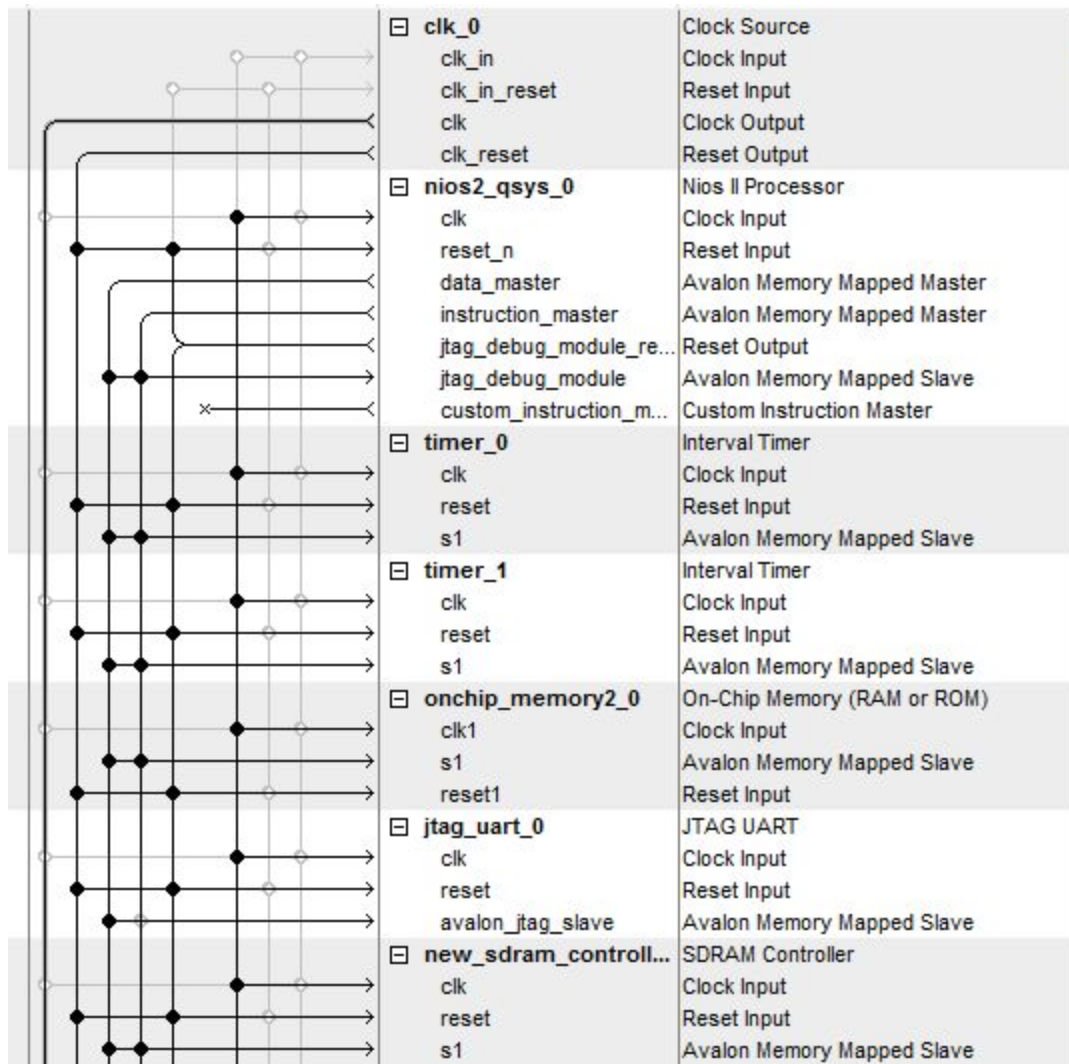 clk_0 Clock Source
clk_in Clock Input
clk_in_reset Reset Input
clk Clock Output
clk_reset Reset Output
nios2_qsys_0 Nios II Processor
clk Clock Input
reset_n Reset Input
data_master Avalon Memory Mapped Master
instruction_master Avalon Memory Mapped Master
jtag_debug_module_re... Reset Output
jtag_debug_module Avalon Memory Mapped Slave
custom_instruction_m... Custom Instruction Master
timer_0 Interval Timer
clk Clock Input
reset Reset Input
s1 Avalon Memory Mapped Slave
timer_1 Interval Timer
clk Clock Input
reset Reset Input
s1 Avalon Memory Mapped Slave
onchip_memory2_0 On-Chip Memory (RAM or ROM)
clk1 Clock Input
s1 Avalon Memory Mapped Slave
reset1 Reset Input
jtag_uart_0 JTAG UART
clk Clock Input
reset Reset Input
avalon_jtag_slave Avalon Memory Mapped Slave
new_sdram_controll... SDRAM Controller
clk Clock Input
reset Reset Input
s1 Avalon Memory Mapped Slave